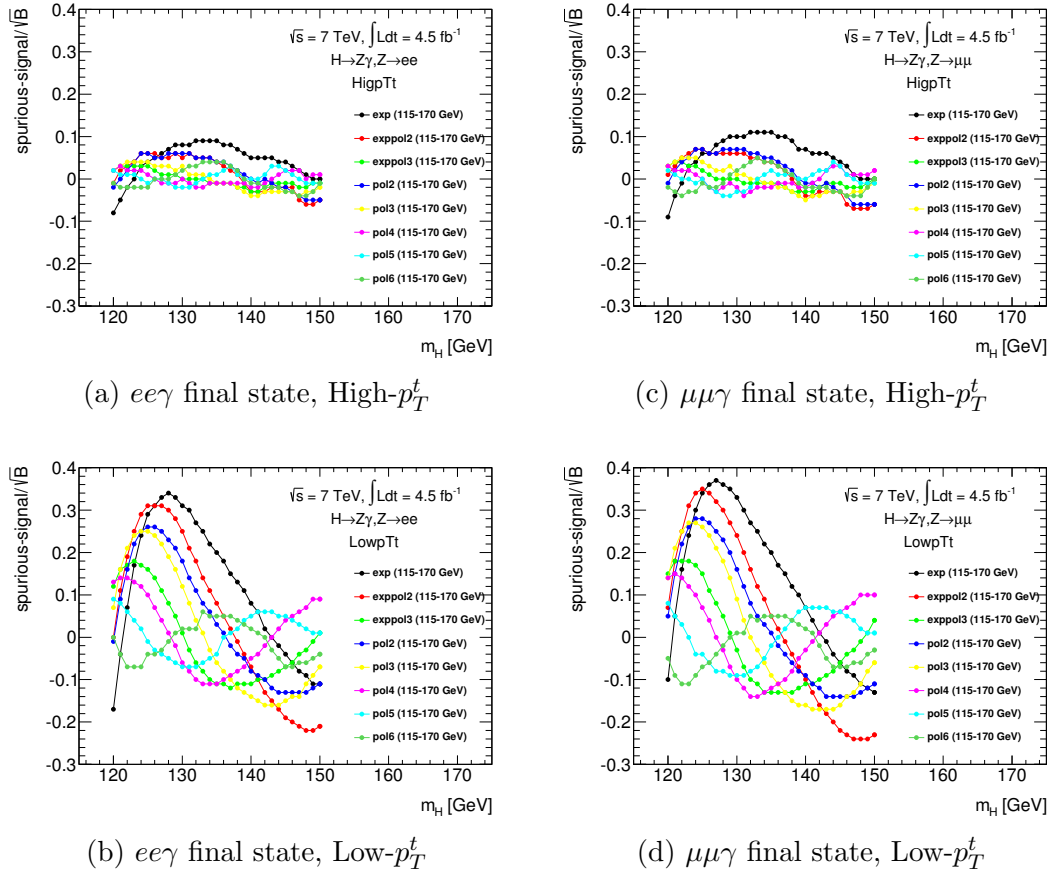 spurious-signal/√B
0.4
0.3
0.2
0.1
0
-0.1
-0.2
-0.3
√s = 7 TeV, ∫Ldt = 4.5 fb⁻¹
H→Zγ,Z→ee
HigpTt
exp (115-170 GeV)
exppol2 (115-170 GeV)
exppol3 (115-170 GeV)
pol2 (115-170 GeV)
pol3 (115-170 GeV)
pol4 (115-170 GeV)
pol5 (115-170 GeV)
pol6 (115-170 GeV)
120 130 140 150 160 170
m_H [GeV]
(a) eeγ final state, High-p_T^t
spurious-signal/√B
0.4
0.3
0.2
0.1
0
-0.1
-0.2
-0.3
√s = 7 TeV, ∫Ldt = 4.5 fb⁻¹
H→Zγ,Z→μμ
HigpTt
exp (115-170 GeV)
exppol2 (115-170 GeV)
exppol3 (115-170 GeV)
pol2 (115-170 GeV)
pol3 (115-170 GeV)
pol4 (115-170 GeV)
pol5 (115-170 GeV)
pol6 (115-170 GeV)
120 130 140 150 160 170
m_H [GeV]
(c) μμγ final state, High-p_T^t
spurious-signal/√B
0.4
0.3
0.2
0.1
0
-0.1
-0.2
-0.3
√s = 7 TeV, ∫Ldt = 4.5 fb⁻¹
H→Zγ,Z→ee
LowpTt
exp (115-170 GeV)
exppol2 (115-170 GeV)
exppol3 (115-170 GeV)
pol2 (115-170 GeV)
pol3 (115-170 GeV)
pol4 (115-170 GeV)
pol5 (115-170 GeV)
pol6 (115-170 GeV)
120 130 140 150 160 170
m_H [GeV]
(b) eeγ final state, Low-p_T^t
spurious-signal/√B
0.4
0.3
0.2
0.1
0
-0.1
-0.2
-0.3
√s = 7 TeV, ∫Ldt = 4.5 fb⁻¹
H→Zγ,Z→μμ
LowpTt
exp (115-170 GeV)
exppol2 (115-170 GeV)
exppol3 (115-170 GeV)
pol2 (115-170 GeV)
pol3 (115-170 GeV)
pol4 (115-170 GeV)
pol5 (115-170 GeV)
pol6 (115-170 GeV)
120 130 140 150 160 170
m_H [GeV]
(d) μμγ final state, Low-p_T^t